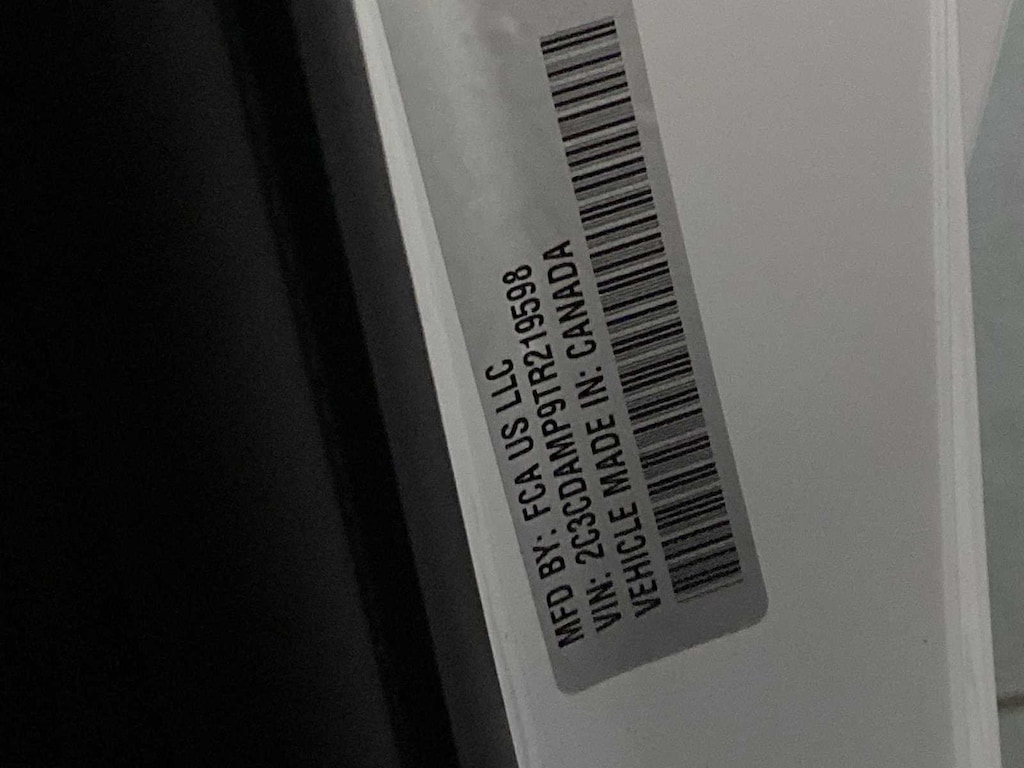 MFD BY: FCA US LLC
VIN: 2C3CDAMP9TR219598
VEHICLE MADE IN: CANADA